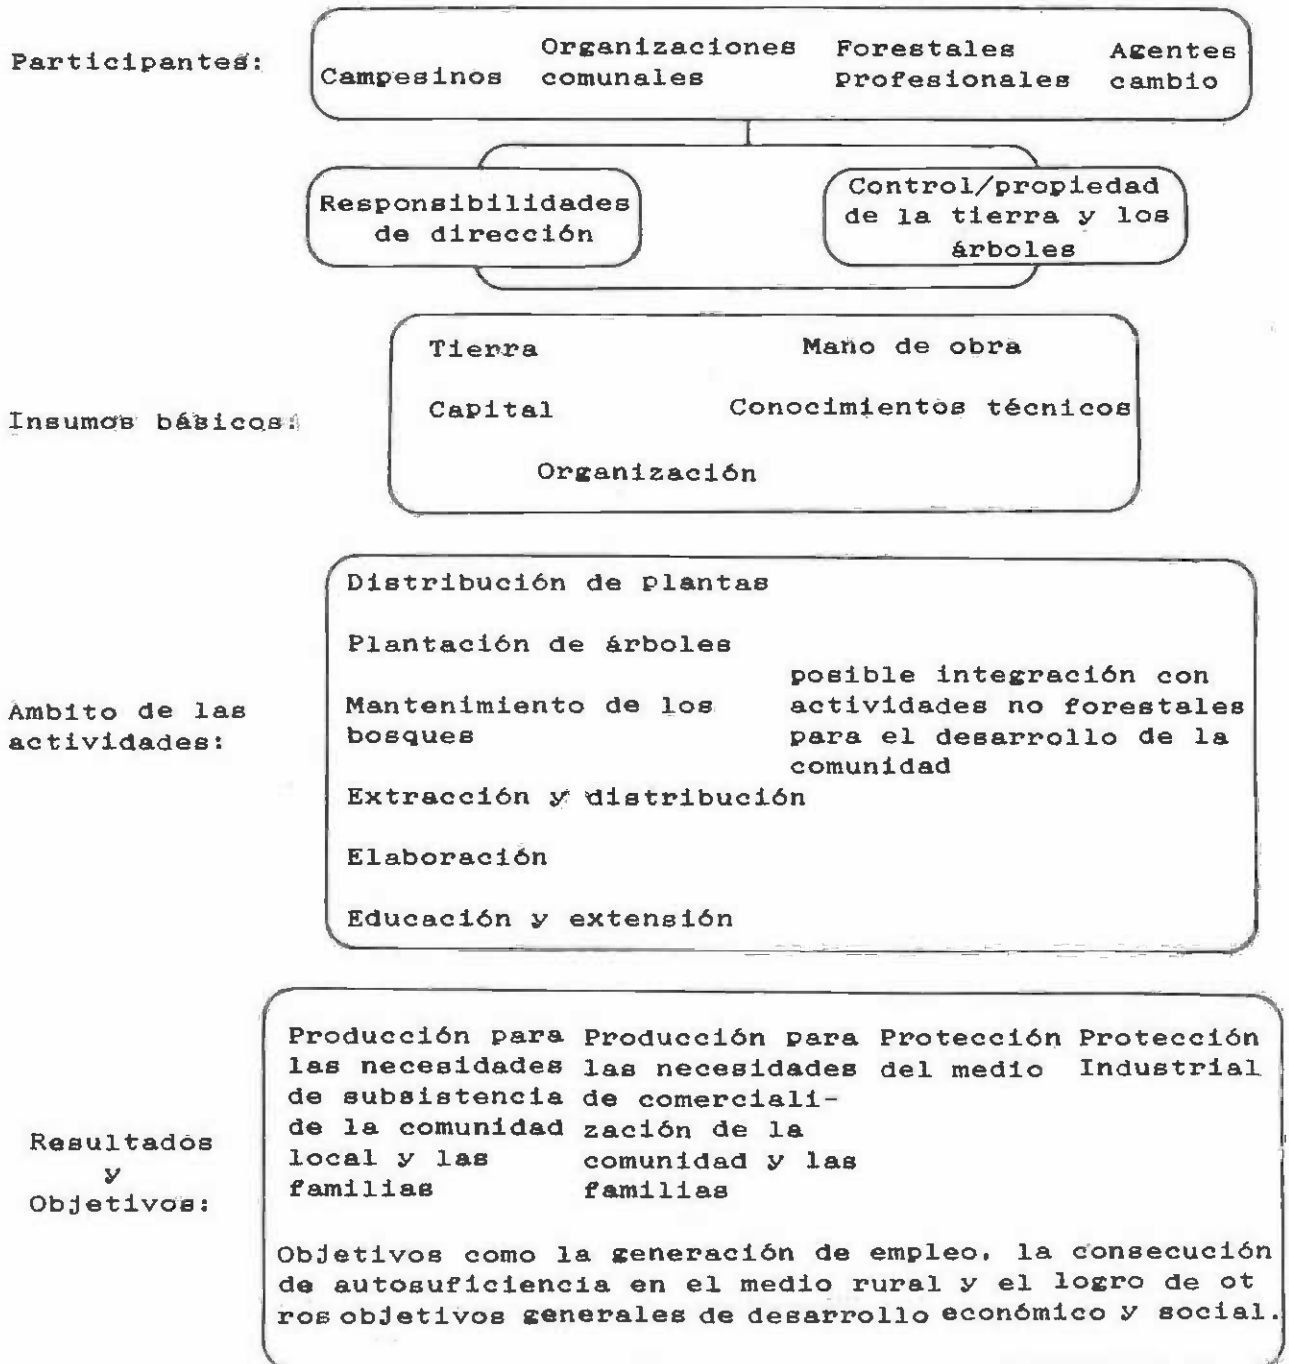 Participantes:
Campesinos
Organizaciones
comunales
Forestales
Profesionales
Agentes
cambio
Responsibilidades
de dirección
Control/propiedad
de la tierra y los
árboles
Insumos básicos:
Tierra
Mano de obra
Capital
Conocimientos técnicos
Organización
Ambito de las
actividades:
Distribución de plantas
Plantación de árboles
Mantenimiento de los
bosques
Extracción y distribución
Elaboración
Educación y extensión
posible integración con
actividades no forestales
para el desarrollo de la
comunidad
Resultados
y
Objetivos:
Producción para
las necesidades
de subsistencia
de la comunidad
local y las
familias
Producción para
las necesidades
de comerciali-
zación de la
comunidad y las
familias
Protección
del medio
Protección
Industrial
Objetivos como la generación de empleo, la consecución
de autosuficiencia en el medio rural y el logro de ot
ros objetivos generales de desarrollo económico y social.